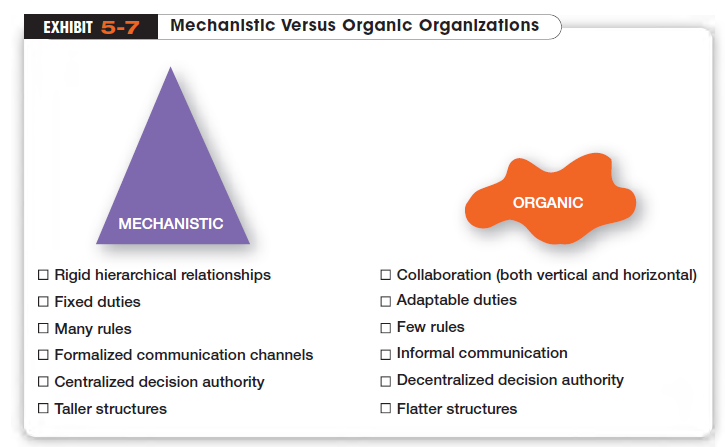 EXHIBIT 5-7 Mechanistic Versus Organic Organizations
MECHANISTIC
ORGANIC
Rigid hierarchical relationships
Fixed duties
Many rules
Formalized communication channels
Centralized decision authority
Taller structures
Collaboration (both vertical and horizontal)
Adaptable duties
Few rules
Informal communication
Decentralized decision authority
Flatter structures